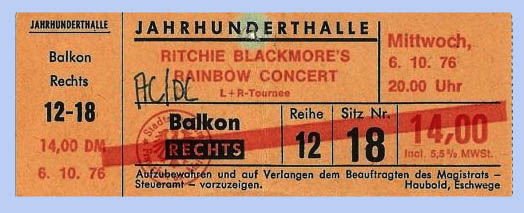 JAHRHUNDERTHALLE
Balkon
Rechts
12-18
14,00 DM
6. 10. 76
JAHRHUNDERTHALLE
RITCHIE BLACKMORE'S
RAINBOW CONCERT
L+R-Tournee
AC/DC
Mittwoch,
6. 10. 76
20.00 Uhr
Balkon
RECHTS
Reihe
12
Sitz Nr.
18
14,00
Incl. 5,5% MWSt.
Aufzubewahren und auf Verlangen dem Beauftragten des Magistrats -
Steueramt - vorzuzeigen.
Haubold, Eschwege